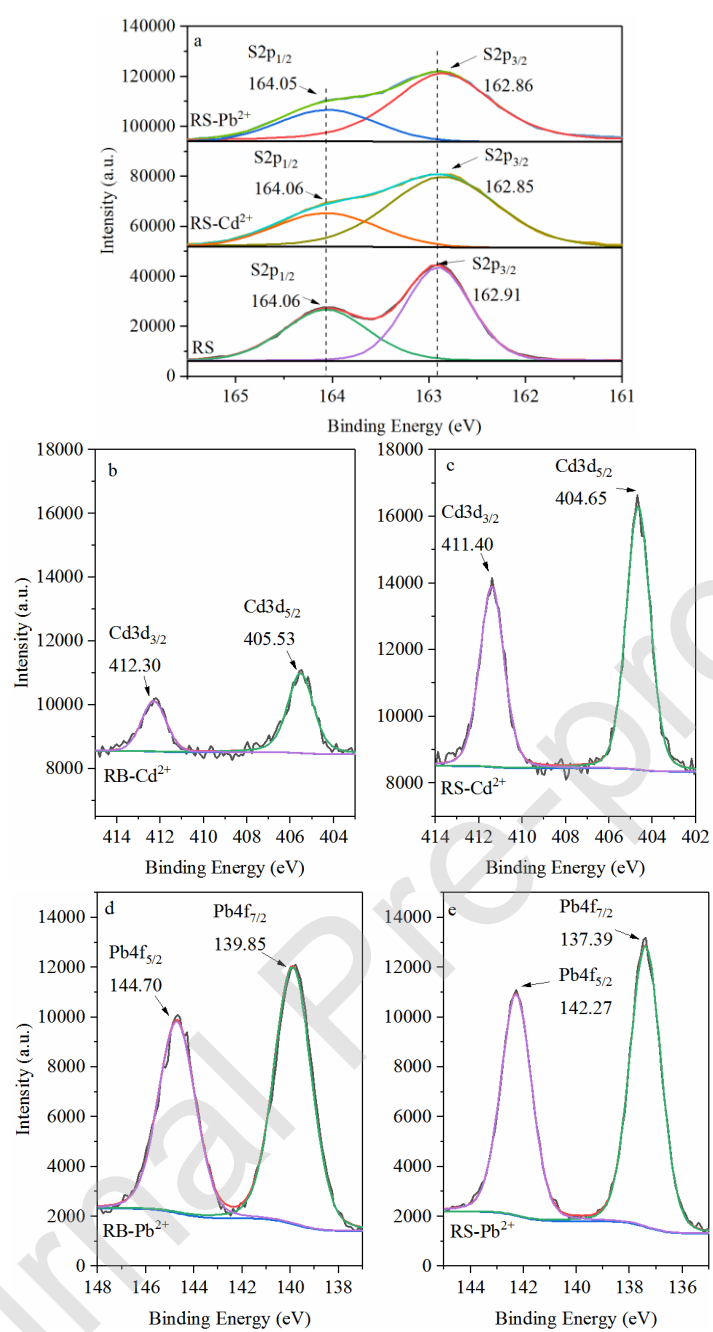 a
S2p1/2
164.05
S2p3/2
162.86
RS-Pb2+
S2p1/2
164.06
S2p3/2
162.85
RS-Cd2+
S2p1/2
164.06
S2p3/2
162.91
RS
140000
120000
100000
80000
60000
40000
20000
0
Intensity (a.u.)
165 164 163 162 161
Binding Energy (eV)
b
Cd3d3/2
412.30
Cd3d5/2
405.53
RB-Cd2+
18000
16000
14000
12000
10000
8000
Intensity (a.u.)
414 412 410 408 406 404
Binding Energy (eV)
c
Cd3d5/2
404.65
Cd3d3/2
411.40
RS-Cd2+
18000
16000
14000
12000
10000
8000
414 412 410 408 406 404 402
Binding Energy (eV)
d
Pb4f7/2
139.85
Pb4f5/2
144.70
RB-Pb2+
14000
12000
10000
8000
6000
4000
2000
0
Intensity (a.u.)
148 146 144 142 140 138
Binding Energy (eV)
e
Pb4f7/2
137.39
Pb4f5/2
142.27
RS-Pb2+
14000
12000
10000
8000
6000
4000
2000
0
144 142 140 138 136
Binding Energy (eV)
rnal Pre-pro